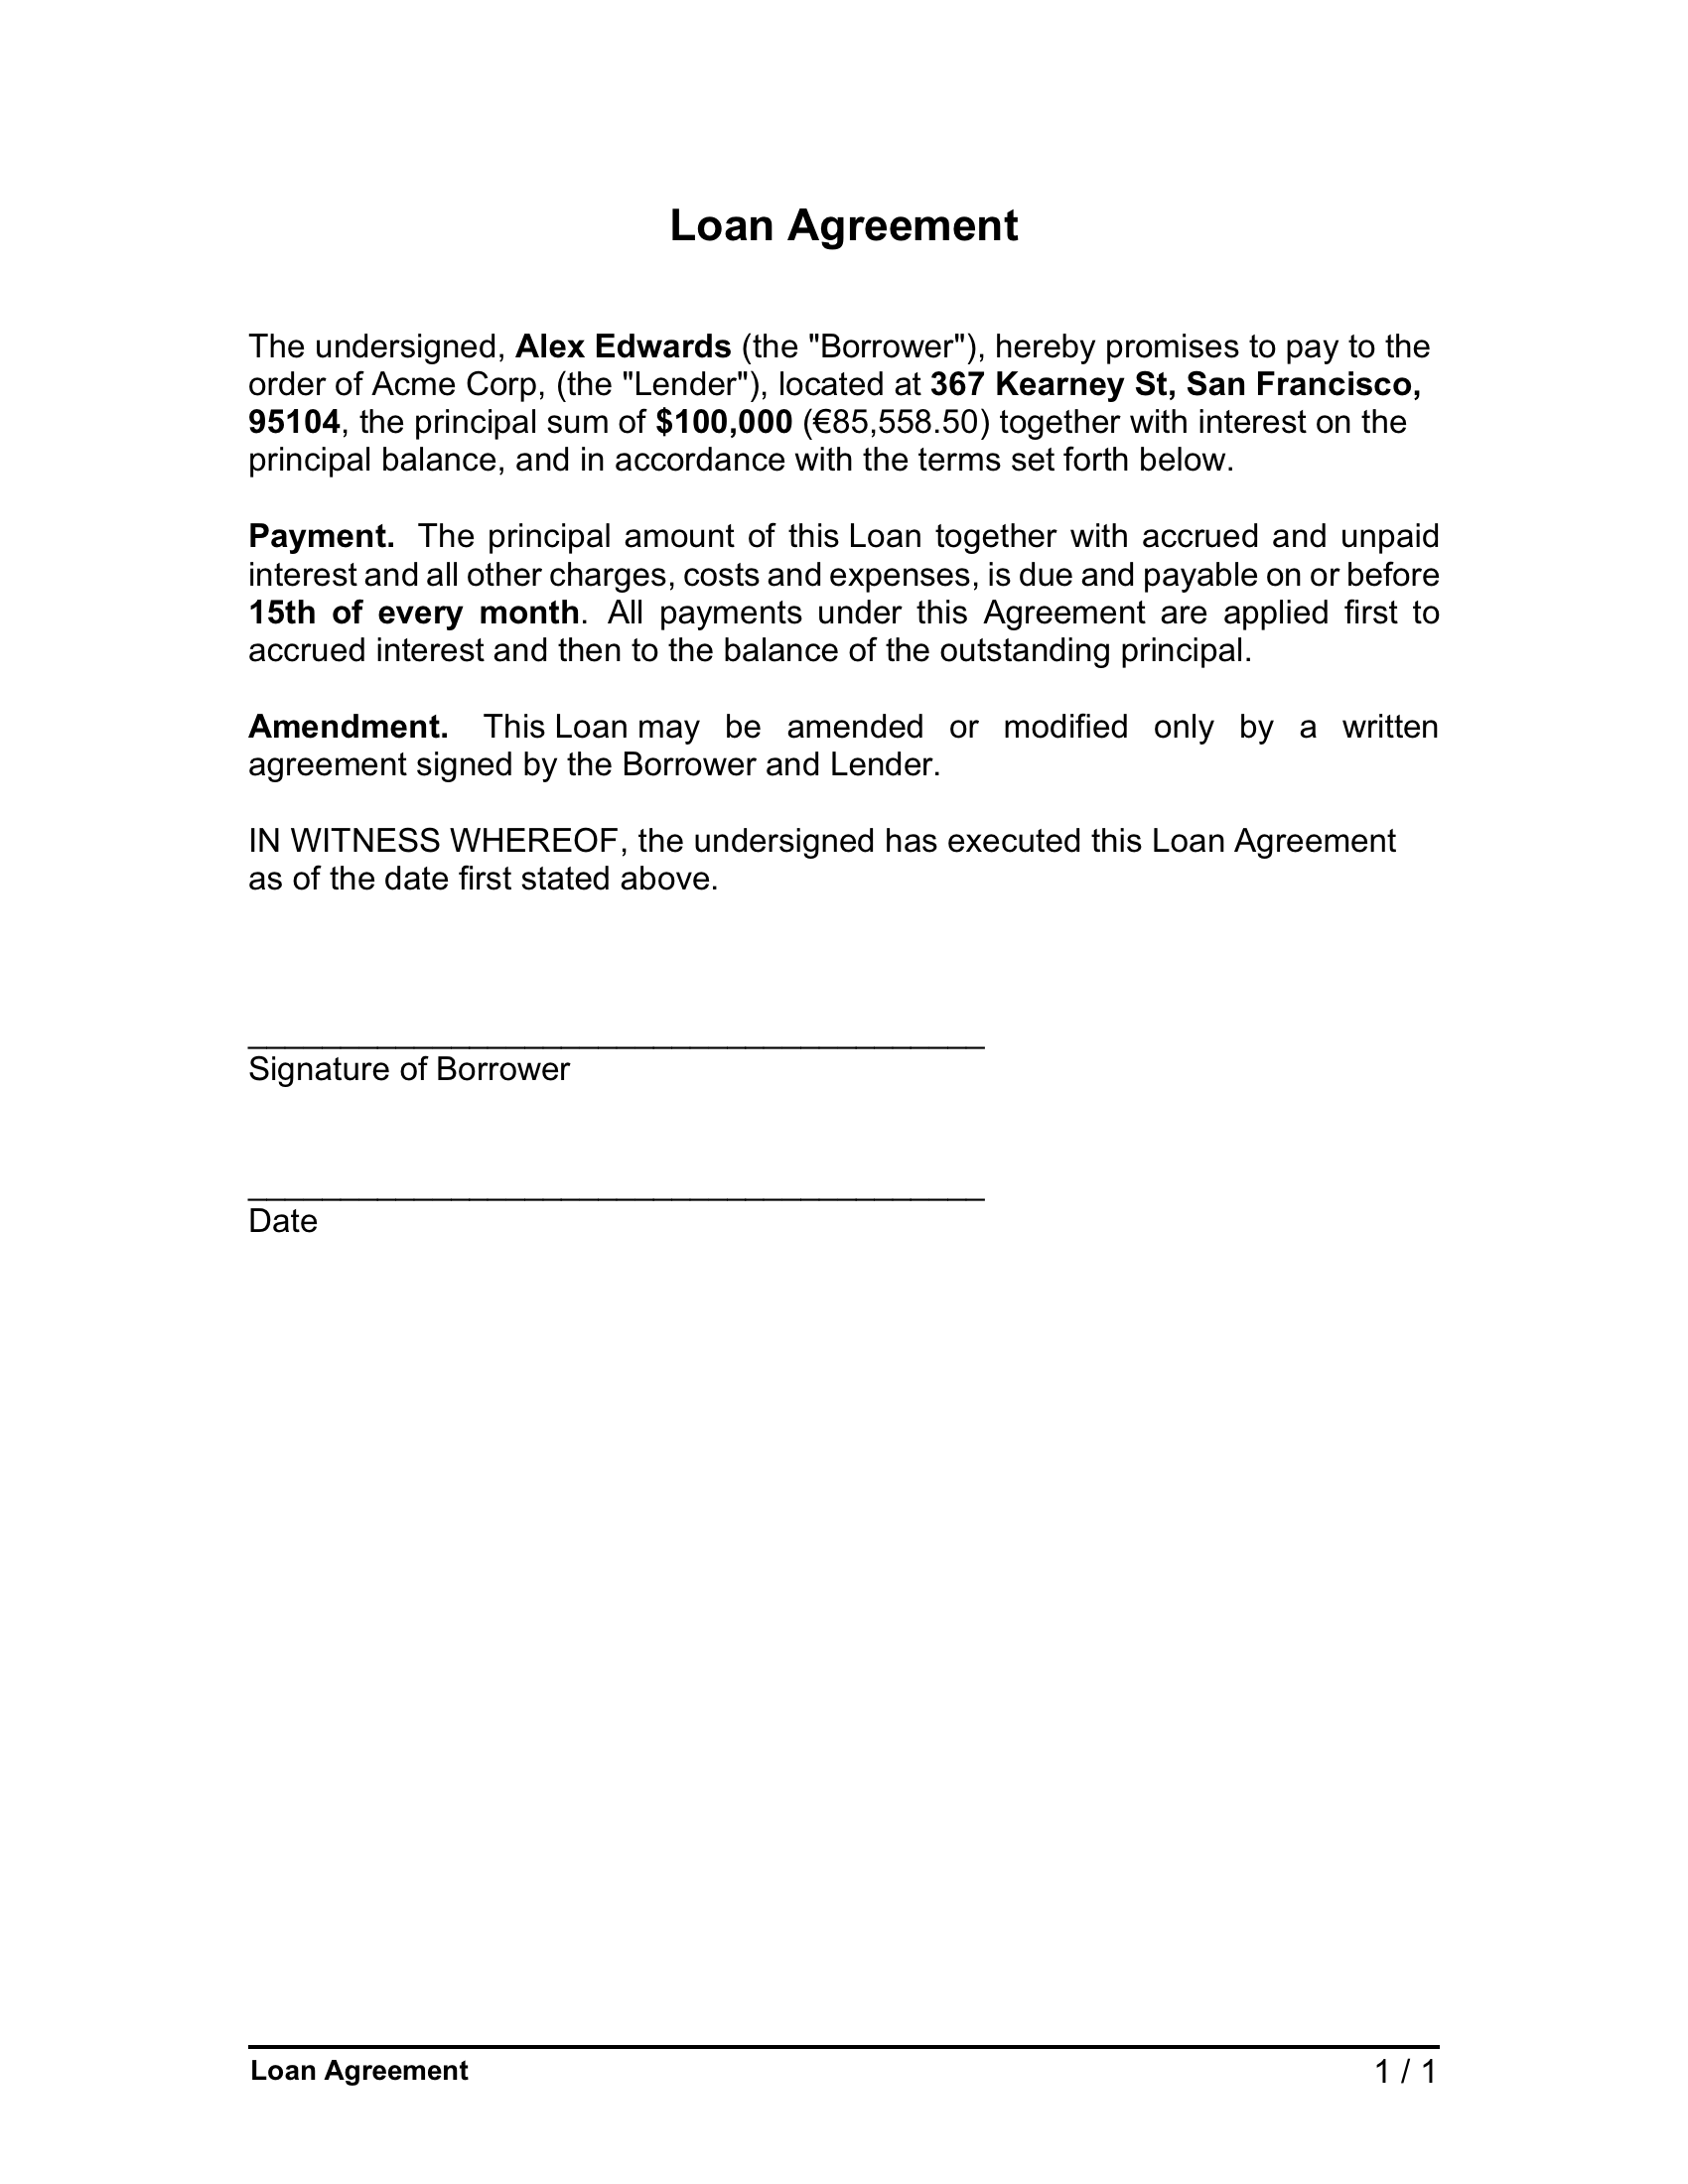 Loan Agreement
The undersigned, Alex Edwards (the "Borrower"), hereby promises to pay to the
order of Acme Corp, (the "Lender"), located at 367 Kearney St, San Francisco,
95104, the principal sum of $100,000 (€85,558.50) together with interest on the
principal balance, and in accordance with the terms set forth below.
Payment. The principal amount of this Loan together with accrued and unpaid
interest and all other charges, costs and expenses, is due and payable on or before
15th of every month. All payments under this Agreement are applied first to
accrued interest and then to the balance of the outstanding principal.
Amendment. This Loan may be amended or modified only by a written
agreement signed by the Borrower and Lender.
IN WITNESS WHEREOF, the undersigned has executed this Loan Agreement
as of the date first stated above.
Signature of Borrower
Date
Loan Agreement 1 / 1